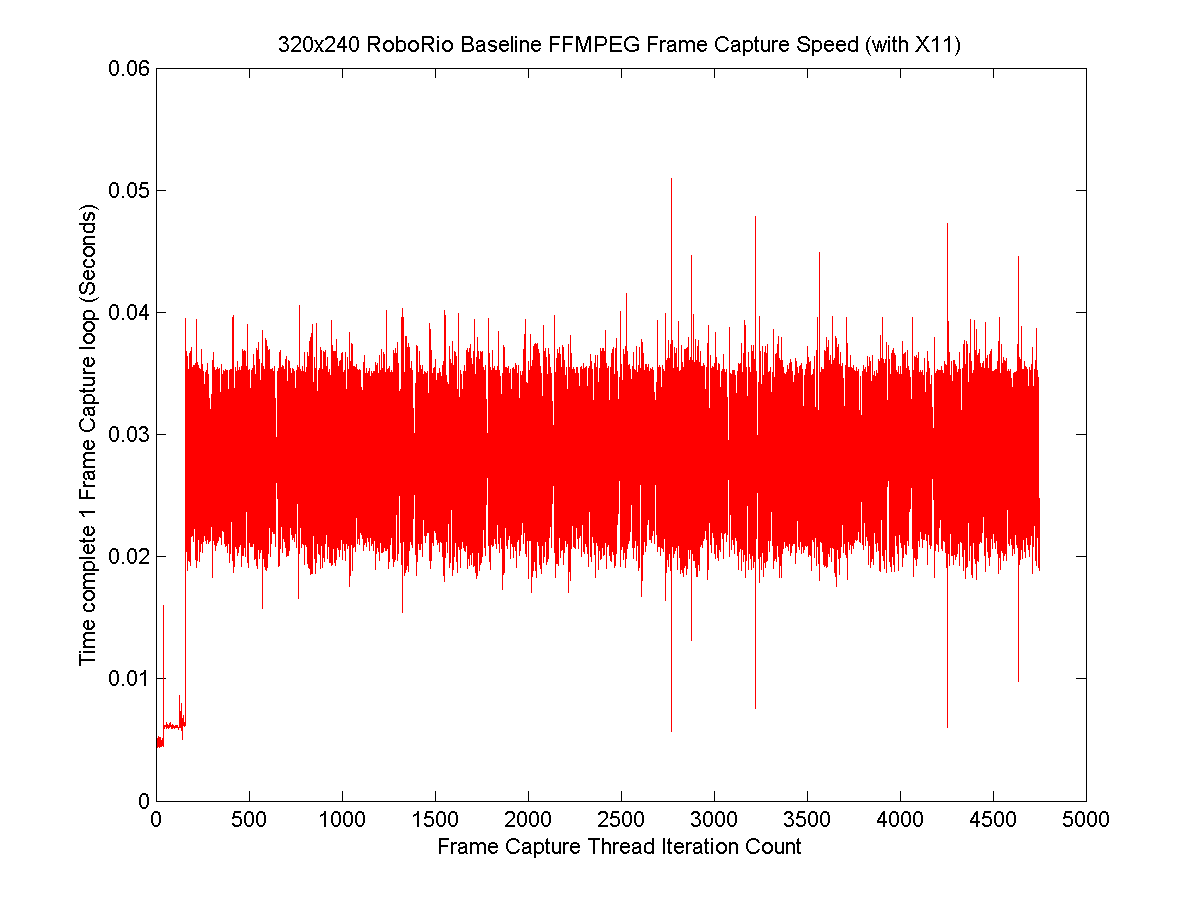 320x240 RoboRio Baseline FFMPEG Frame Capture Speed (with X11)
Time complete 1 Frame Capture loop (Seconds)
0.06
0.05
0.04
0.03
0.02
0.01
0
0 500 1000 1500 2000 2500 3000 3500 4000 4500 5000
Frame Capture Thread Iteration Count